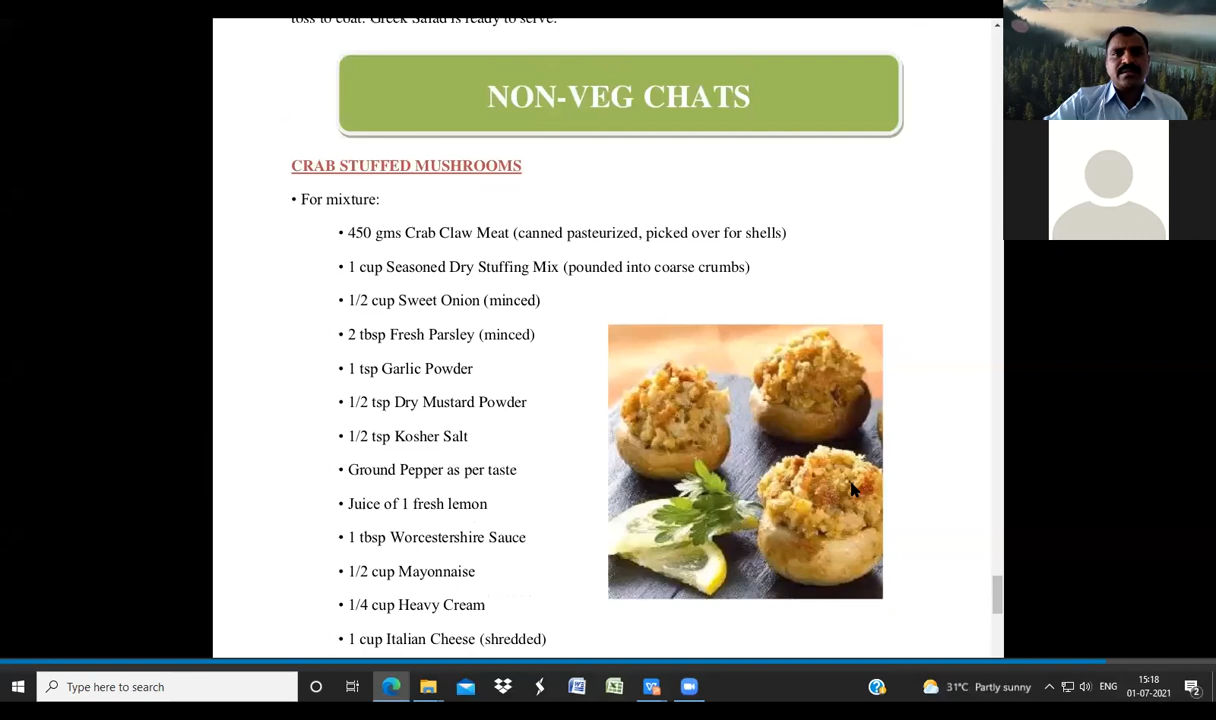 toss to coat. Greek Salad is ready to serve.
NON-VEG CHATS
CRAB STUFFED MUSHROOMS
• For mixture:
• 450 gms Crab Claw Meat (canned pasteurized, picked over for shells)
• 1 cup Seasoned Dry Stuffing Mix (pounded into coarse crumbs)
• 1/2 cup Sweet Onion (minced)
• 2 tbsp Fresh Parsley (minced)
• 1 tsp Garlic Powder
• 1/2 tsp Dry Mustard Powder
• 1/2 tsp Kosher Salt
• Ground Pepper as per taste
• Juice of 1 fresh lemon
• 1 tbsp Worcestershire Sauce
• 1/2 cup Mayonnaise
• 1/4 cup Heavy Cream
• 1 cup Italian Cheese (shredded)
Type here to search
31°C Partly sunny
ENG
15:18
01-07-2021
2